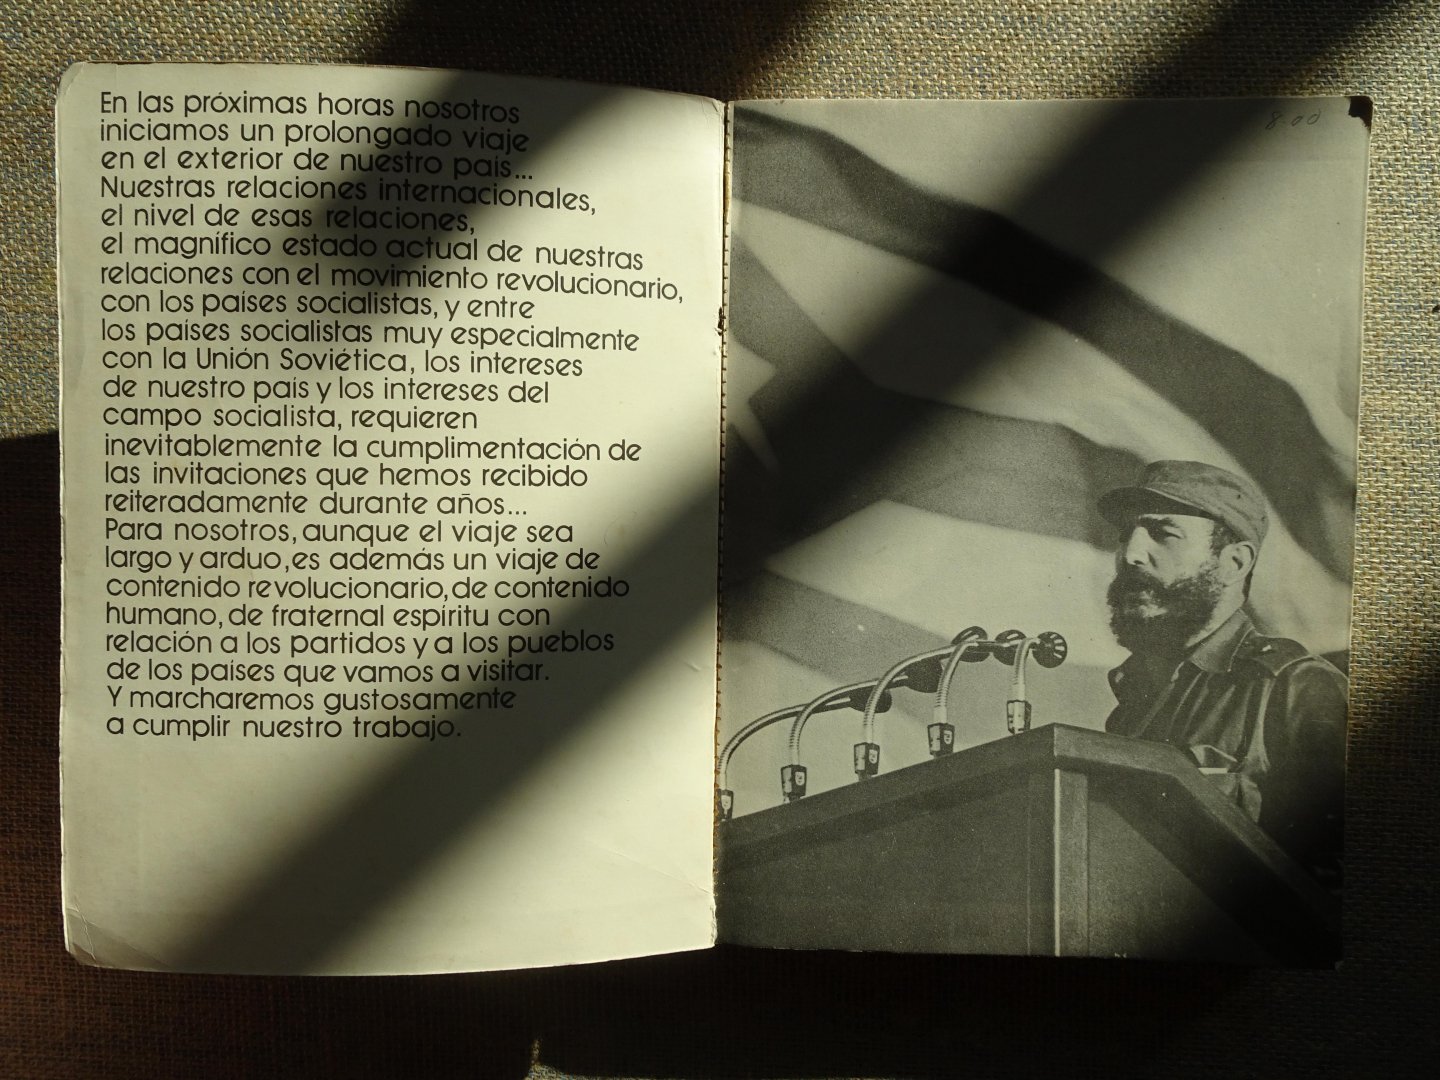 En las próximas horas nosotros
iniciamos un prolongado viaje
en el exterior de nuestro país...
Nuestras relaciones internacionales,
el nivel de esas relaciones,
el magnífico estado actual de nuestras
relaciones con el movimiento revolucionario,
con los países socialistas, y entre
los países socialistas muy especialmente
con la Unión Soviética, los intereses
de nuestro país y los intereses del
campo socialista, requieren
inevitablemente la cumplimentación de
las invitaciones que hemos recibido
reiteradamente durante años...
Para nosotros, aunque el viaje sea
largo y arduo, es además un viaje de
contenido revolucionario, de contenido
humano, de fraternal espíritu con
relación a los partidos y a los pueblos
de los países que vamos a visitar.
Y marcharemos gustosamente
a cumplir nuestro trabajo.
8.00